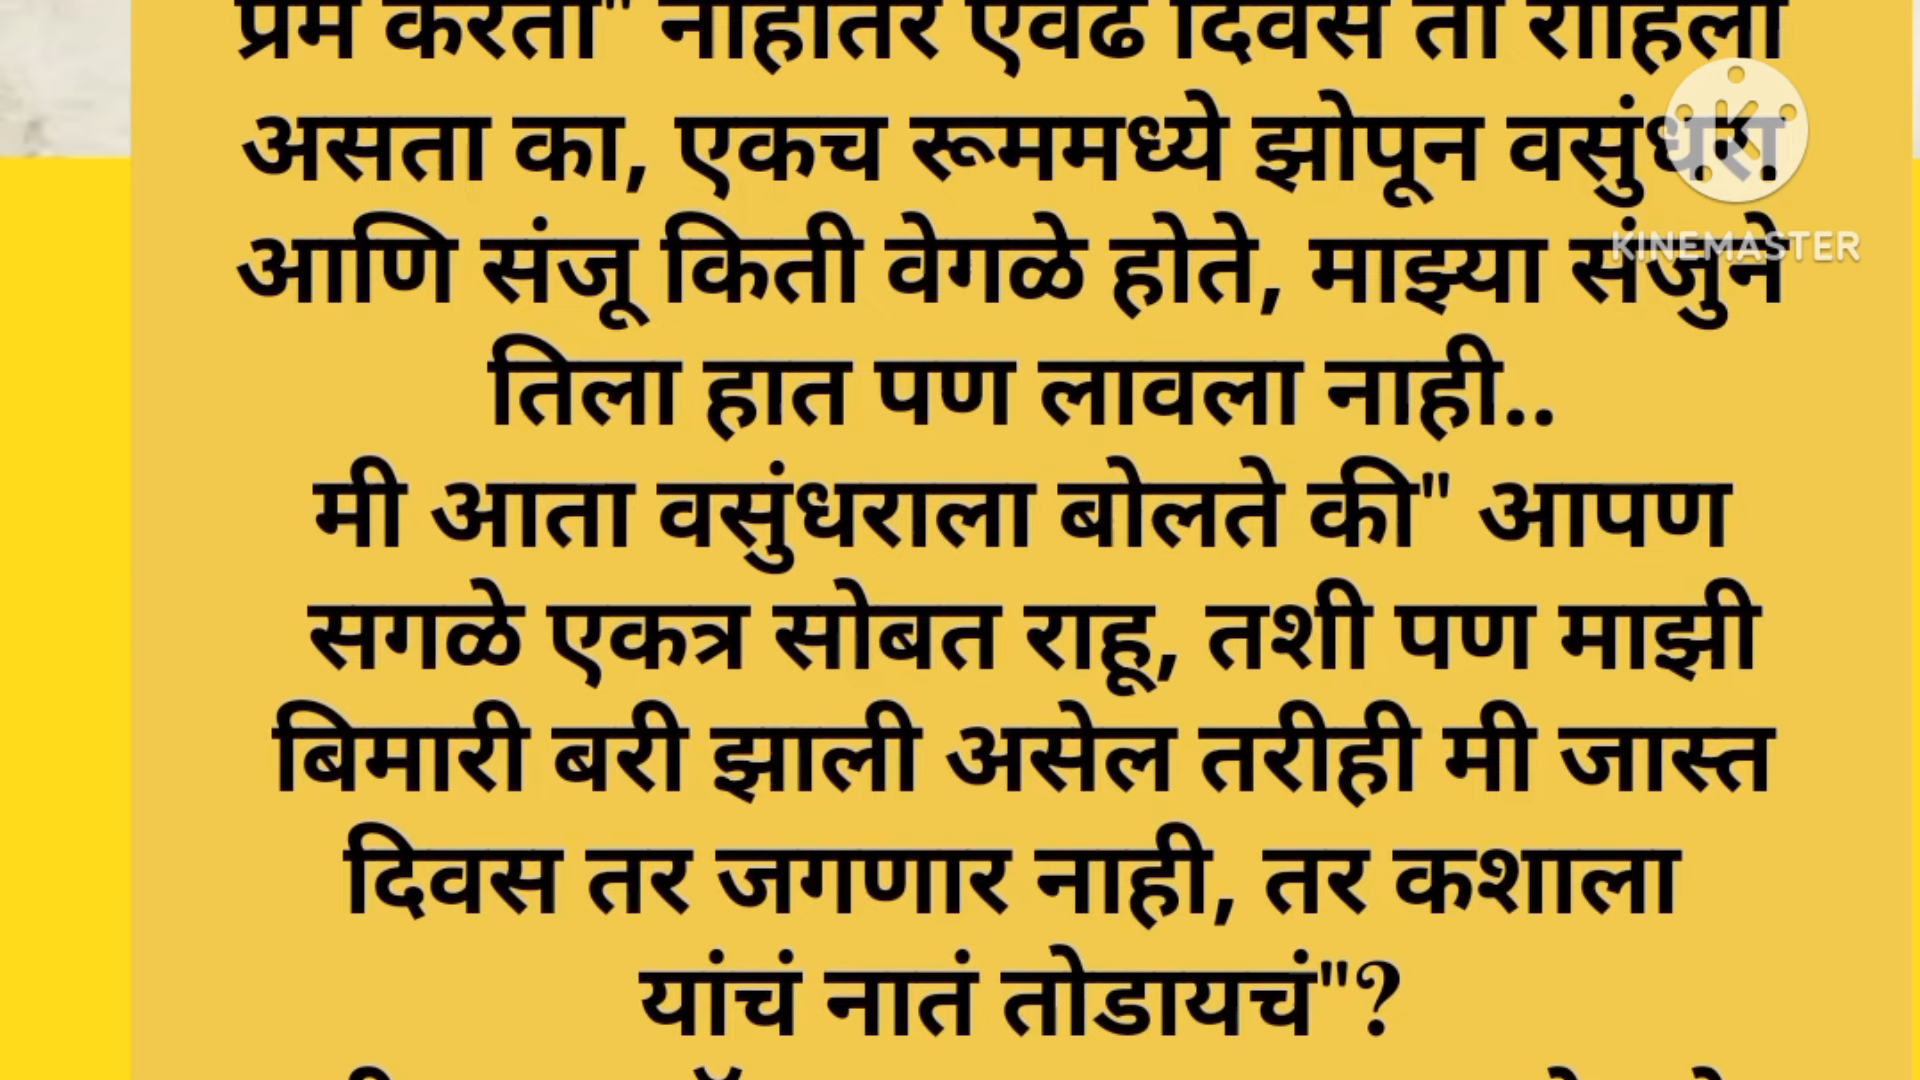 प्रेम करतो" नाहीतर एवढे दिवस तो राहिला
असता का, एकच रूममध्ये झोपून वसुंधरा
आणि संजू किती वेगळे होते, माझ्या संजुने
तिला हात पण लावला नाही..
मी आता वसुंधराला बोलते की" आपण
सगळे एकत्र सोबत राहू, तशी पण माझी
बिमारी बरी झाली असेल तरीही मी जास्त
दिवस तर जगणार नाही, तर कशाला
यांचं नातं तोडायचं"?
KINEMASTER